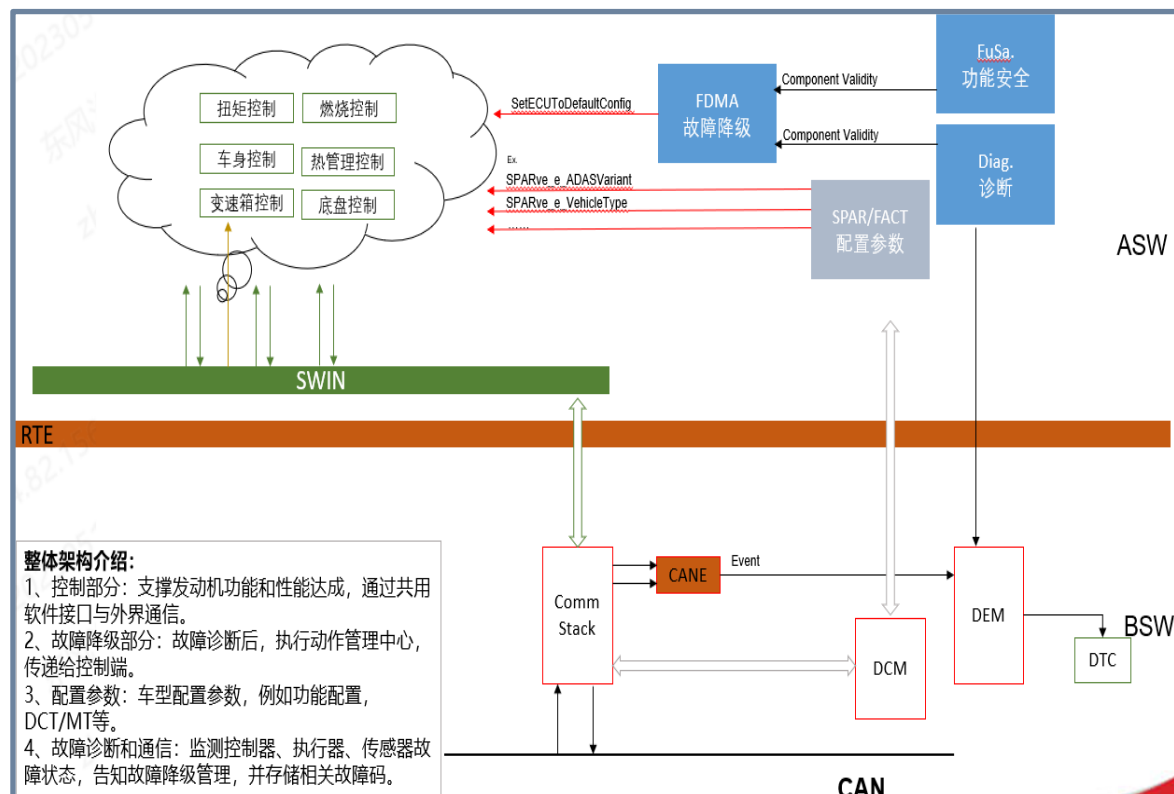 FuSa.
功能安全
Component Validity
FDMA
故障降级
SetECUToDefaultConfig
扭矩控制
燃烧控制
Component Validity
Diag.
诊断
车身控制
热管理控制
Ex.
SPARve_e_ADASVariant
SPARve_e_VehicleType
......
变速箱控制
底盘控制
SPAR/FACT
配置参数
ASW
SWIN
RTE
整体架构介绍：
1、控制部分：支撑发动机功能和性能达成，通过共用
软件接口与外界通信。
2、故障降级部分：故障诊断后，执行动作管理中心，
传递给控制端。
3、配置参数：车型配置参数，例如功能配置，
DCT/MT等。
4、故障诊断和通信：监测控制器、执行器、传感器故
障状态，告知故障降级管理，并存储相关故障码。
Comm
Stack
CANE
Event
DEM
BSW
DCM
DTC
CAN